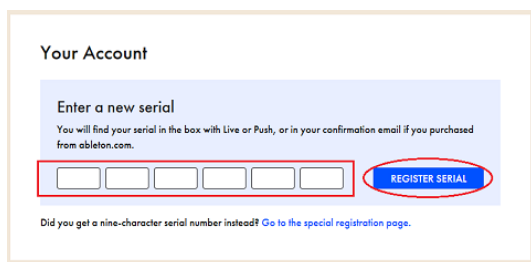 Your Account
Enter a new serial
You will find your serial in the box with Live or Push, or in your confirmation email if you purchased
from ableton.com.
REGISTER SERIAL
Did you get a nine-character serial number instead? Go to the special registration page.